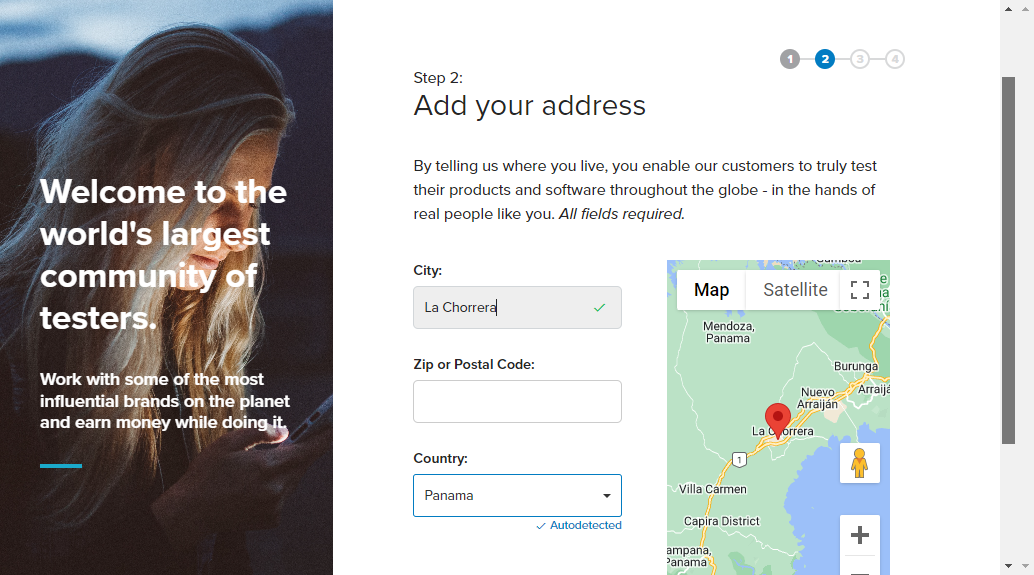 Welcome to the
world's largest
community of
testers.
Work with some of the most
influential brands on the planet
and earn money while doing it.
1 2 3 4
Step 2:
Add your address
By telling us where you live, you enable our customers to truly test
their products and software throughout the globe - in the hands of
real people like you. All fields required.
City:
La Chorrera
Zip or Postal Code:
Country:
Panama
Autodetected
Map Satellite
Mendoza,
Panama
Burunga
Nuevo
Arraiján
La Chorrera
1
Villa Carmen
Capira District
Panama